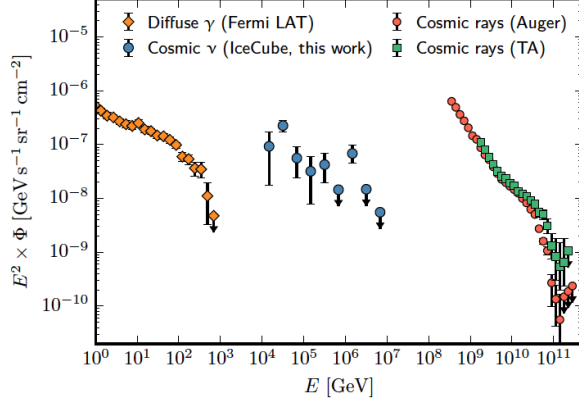 Diffuse γ (Fermi LAT)
Cosmic ν (IceCube, this work)
Cosmic rays (Auger)
Cosmic rays (TA)
E² × Φ [GeV s⁻¹ sr⁻¹ cm⁻²]
10⁻⁵
10⁻⁶
10⁻⁷
10⁻⁸
10⁻⁹
10⁻¹⁰
10⁰ 10¹ 10² 10³ 10⁴ 10⁵ 10⁶ 10⁷ 10⁸ 10⁹ 10¹⁰ 10¹¹
E [GeV]